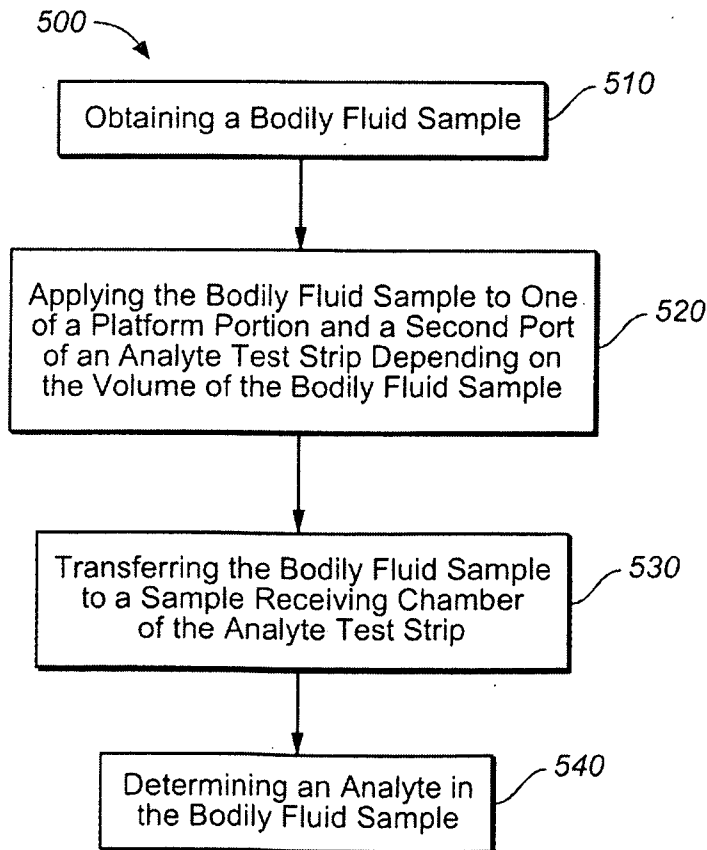 500
510
Obtaining a Bodily Fluid Sample
Applying the Bodily Fluid Sample to One
of a Platform Portion and a Second Port
of an Analyte Test Strip Depending on
the Volume of the Bodily Fluid Sample
520
Transferring the Bodily Fluid Sample
to a Sample Receiving Chamber
of the Analyte Test Strip
530
Determining an Analyte in
the Bodily Fluid Sample
540